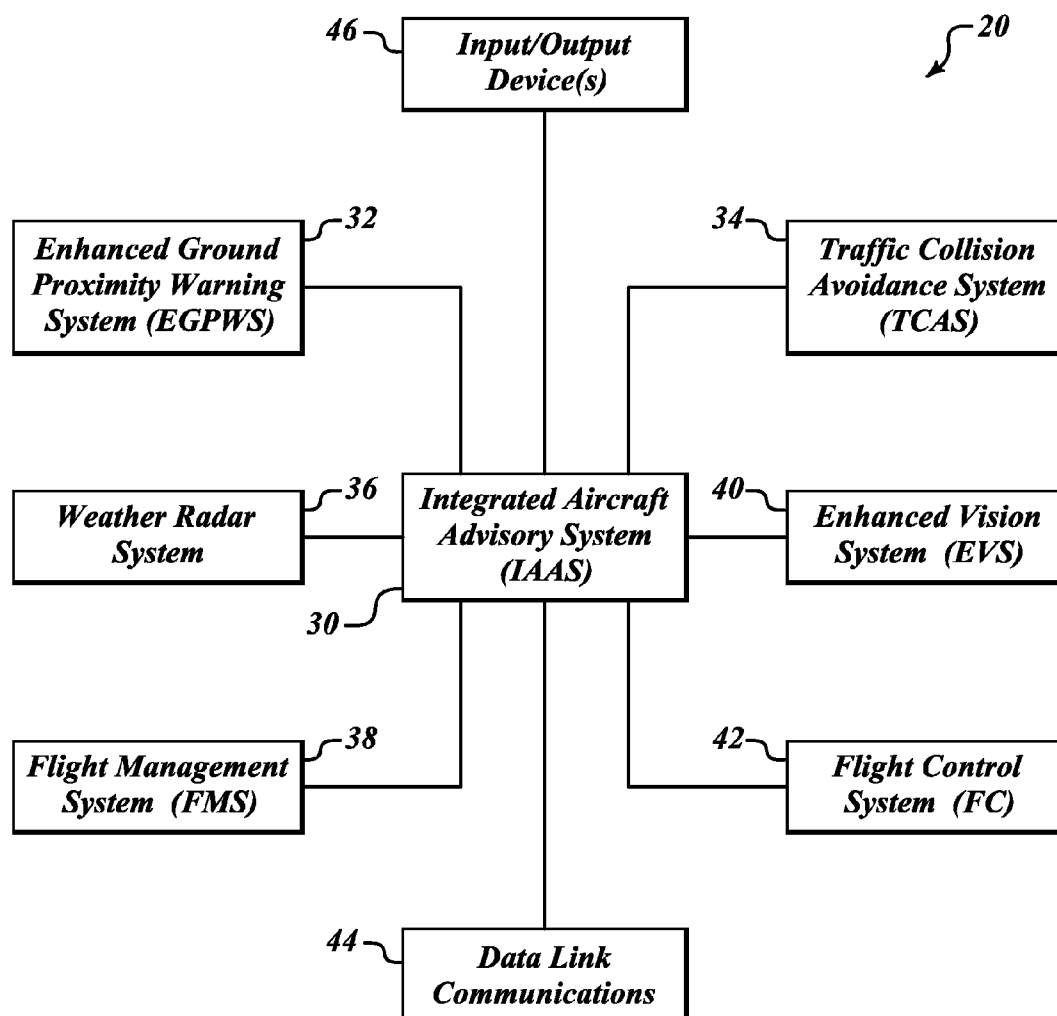 46
Input/Output
Device(s)
20
32
Enhanced Ground
Proximity Warning
System (EGPWS)
34
Traffic Collision
Avoidance System
(TCAS)
36
Weather Radar
System
Integrated Aircraft
Advisory System
(IAAS)
30
40
Enhanced Vision
System (EVS)
38
Flight Management
System (FMS)
42
Flight Control
System (FC)
44
Data Link
Communications